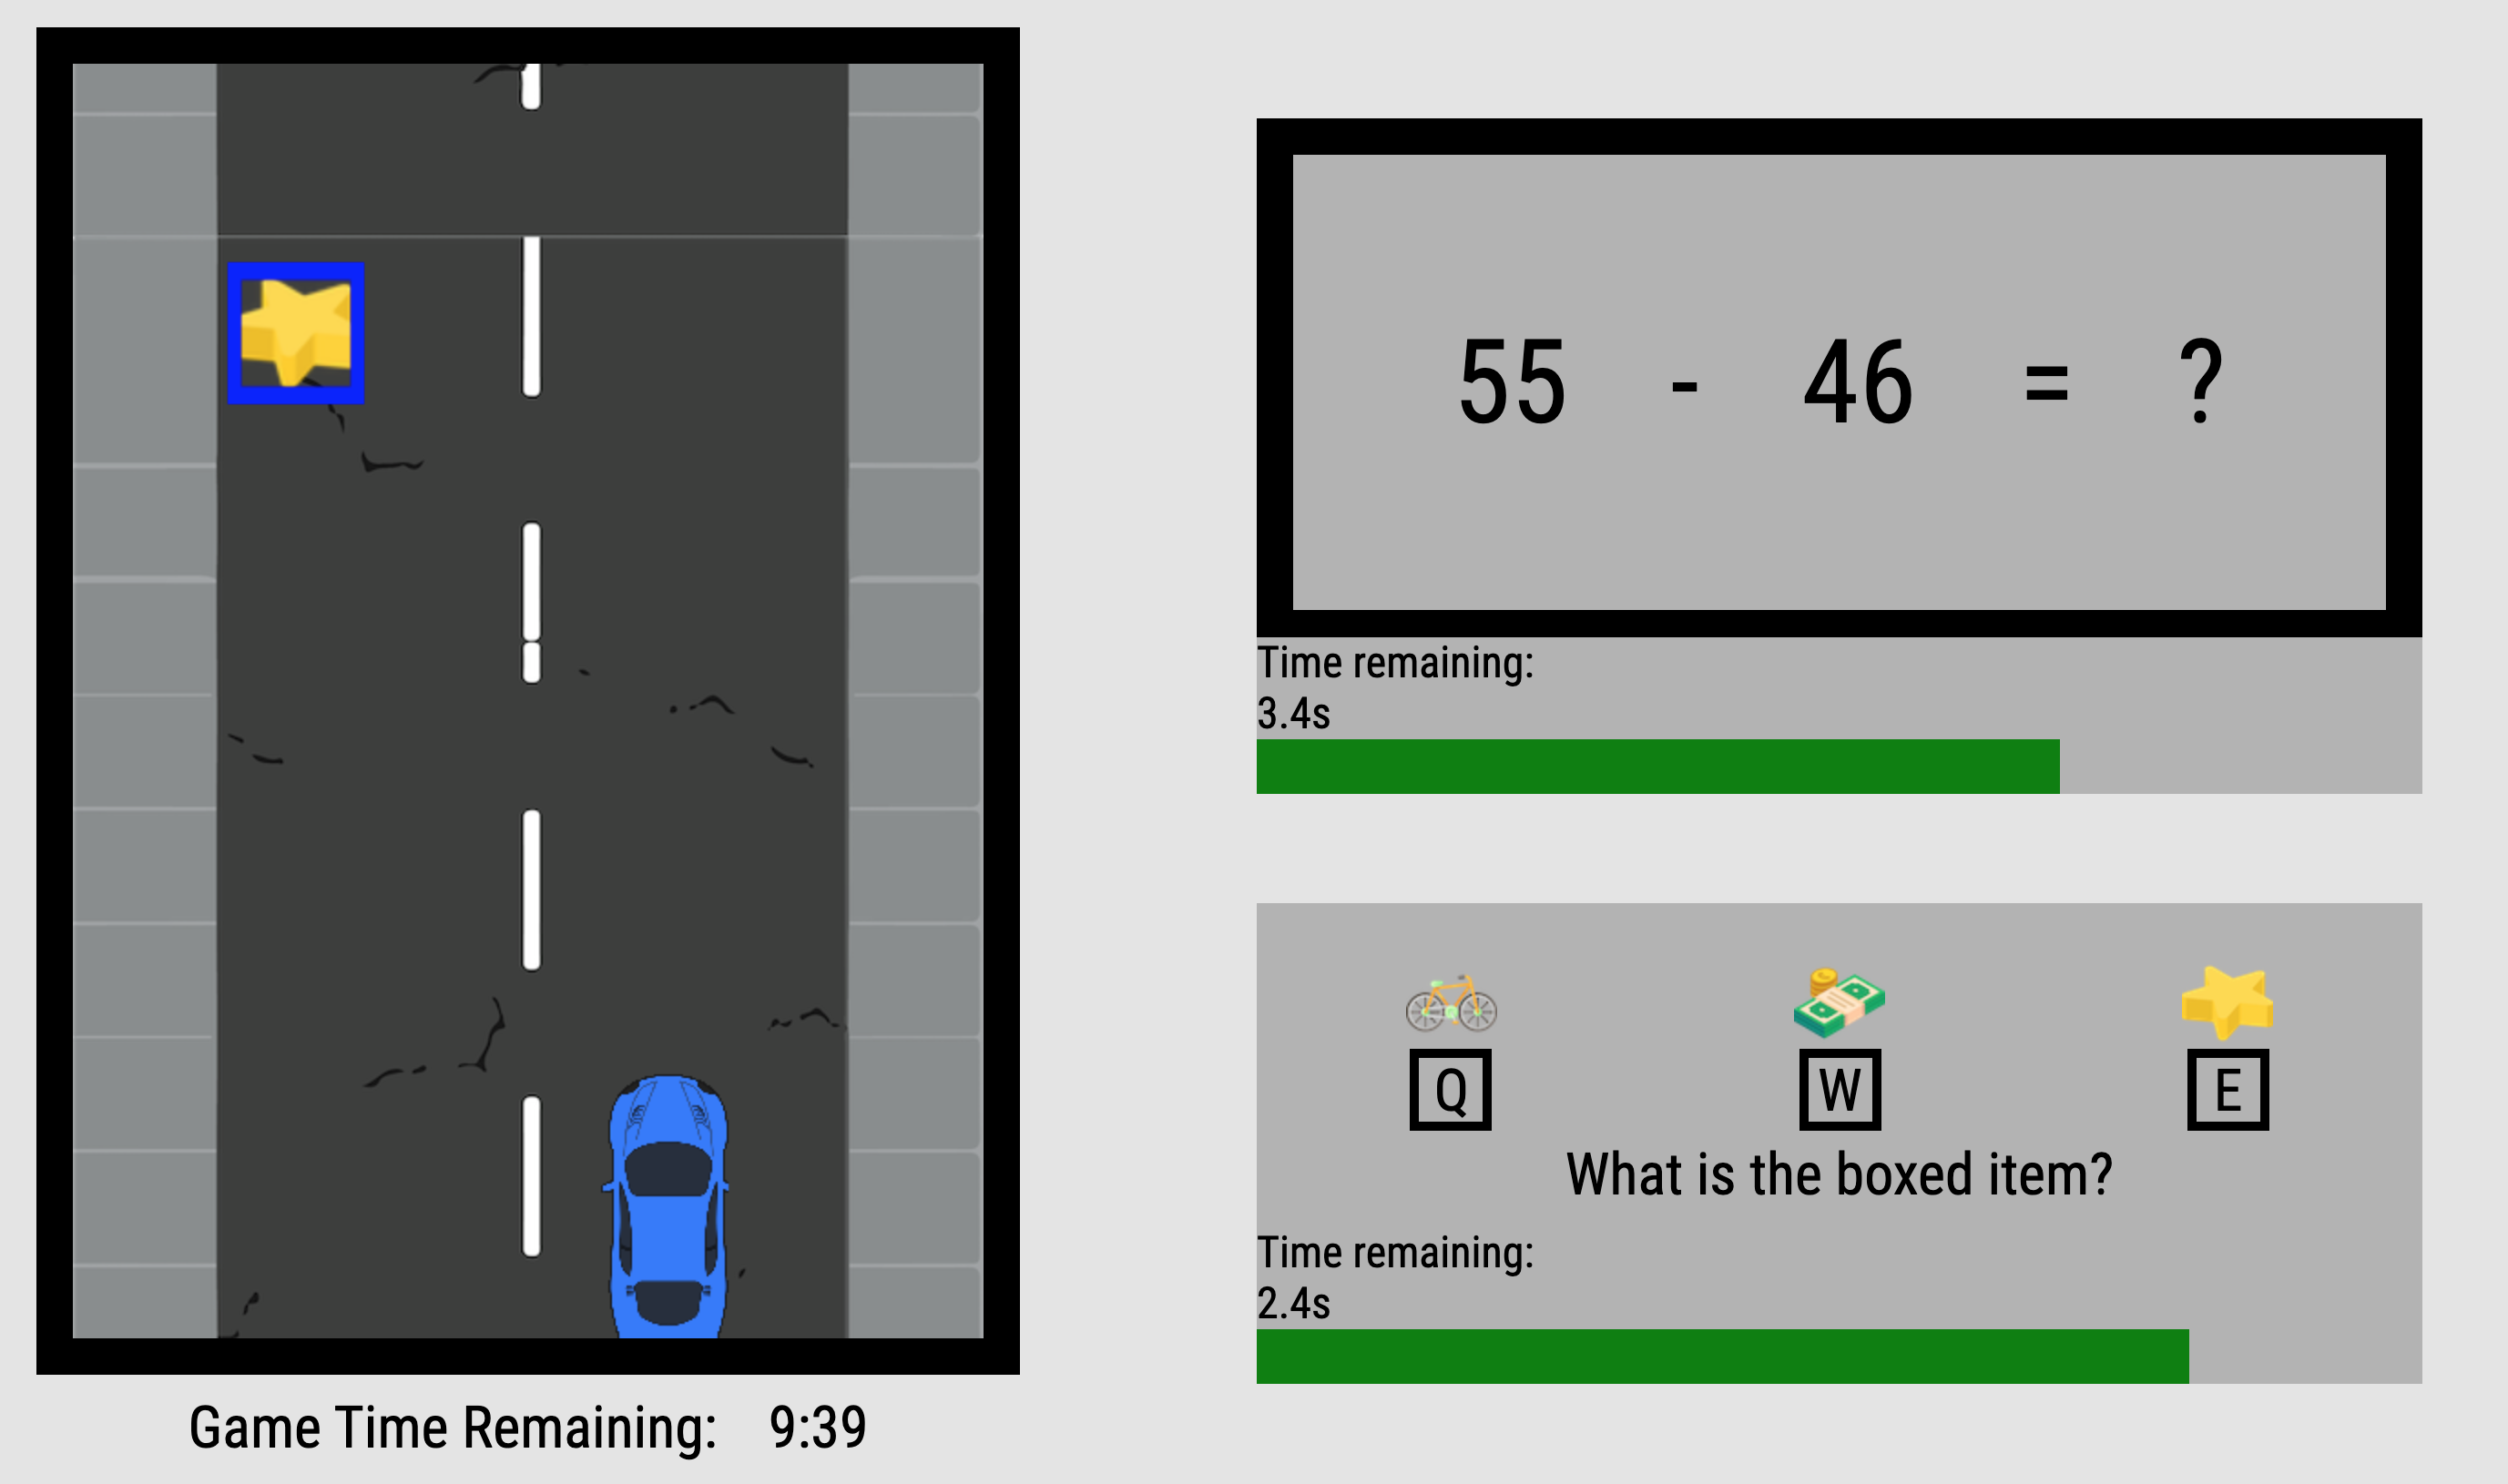 55 - 46 = ?
Time remaining:
3.4s
Q W E
What is the boxed item?
Time remaining:
2.4s
Game Time Remaining: 9:39